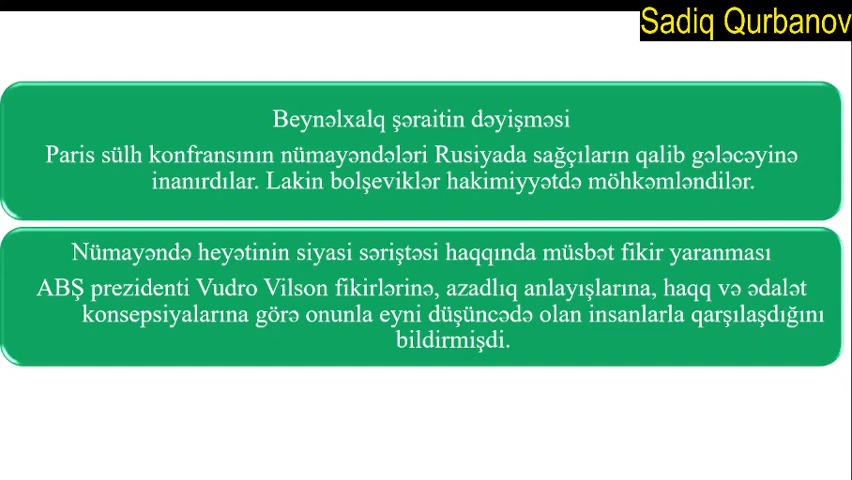 Sadiq Qurbanov
Beynəlxalq şəraitin dəyişməsi
Paris sülh konfransının nümayəndələri Rusiyada sağçıların qalib gələcəyinə
inanırdılar. Lakin bolşeviklər hakimiyyətdə möhkəmləndilər.
Nümayəndə heyətinin siyasi səriştəsi haqqında müsbət fikir yaranması
ABŞ prezidenti Vudro Vilson fikirlərinə, azadlıq anlayışlarına, haqq və ədalət
konsepsiyalarına görə onunla eyni düşüncədə olan insanlarla qarşılaşdığını
bildirmişdi.